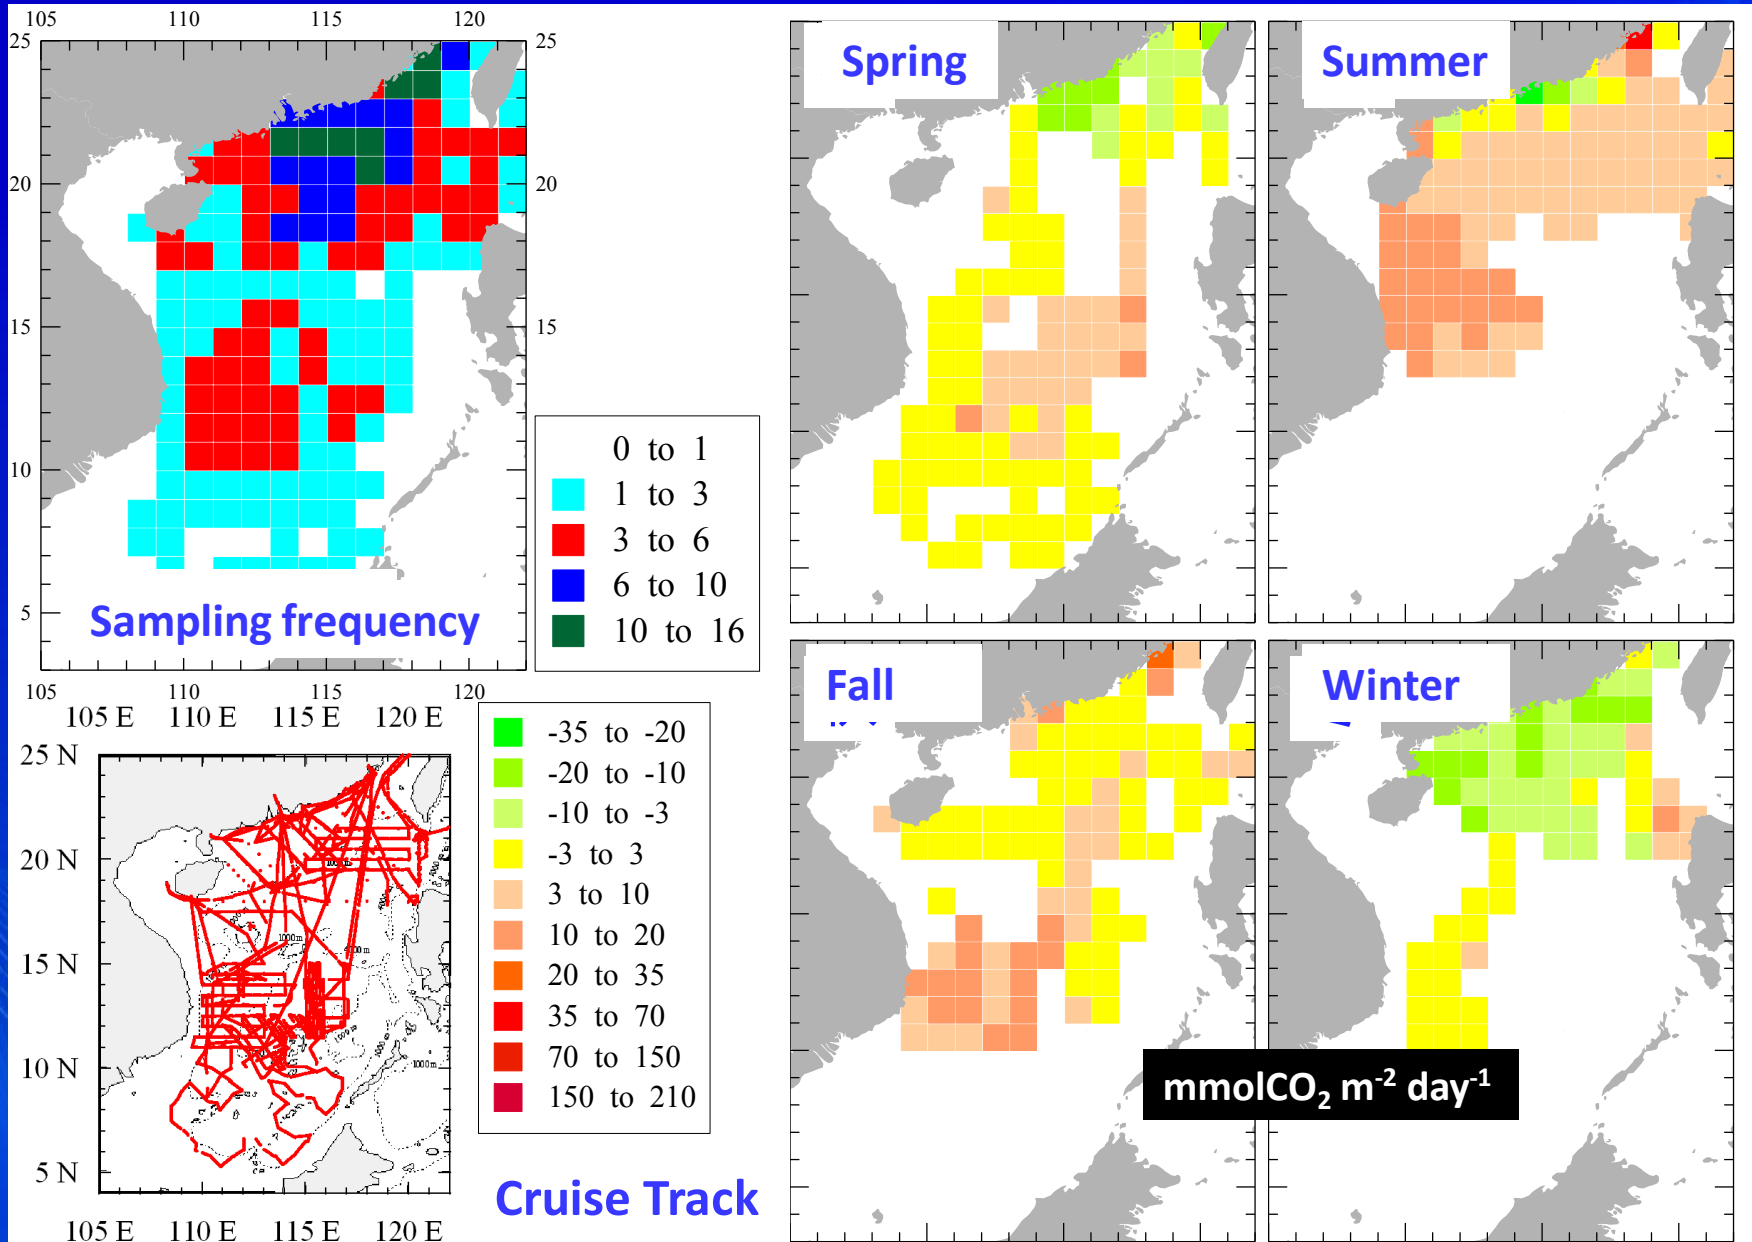 105 110 115 120
25 25
20 20
15 15
10
5
105 110 115 120
Sampling frequency
0 to 1
1 to 3
3 to 6
6 to 10
10 to 16
105 E 110 E 115 E 120 E
25 N
20 N
15 N
10 N
5 N
105 E 110 E 115 E 120 E
1000 m
1000 m
Cruise Track
-35 to -20
-20 to -10
-10 to -3
-3 to 3
3 to 10
10 to 20
20 to 35
35 to 70
70 to 150
150 to 210
Spring
Summer
Fall
Winter
mmolCO₂ m⁻² day⁻¹